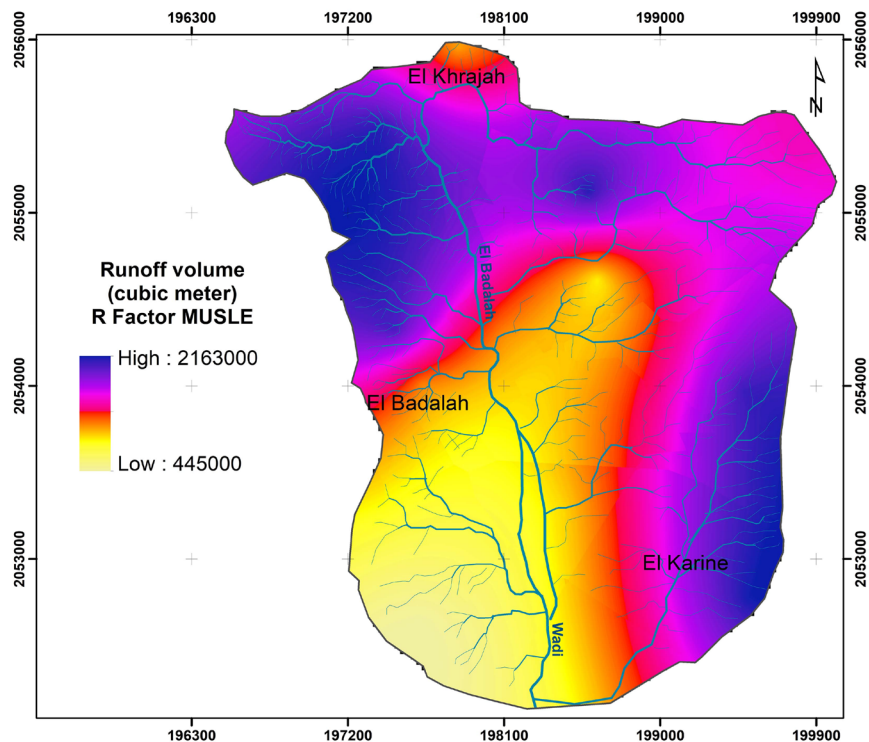 196300 197200 198100 199000 199900
2056000 2056000
El Khrajah
N
2055000 2055000
El Badalah
Runoff volume
(cubic meter)
R Factor MUSLE
High : 2163000
Low : 445000
2054000 2054000
El Badalah
2053000 2053000
El Karine
Wadi
196300 197200 198100 199000 199900